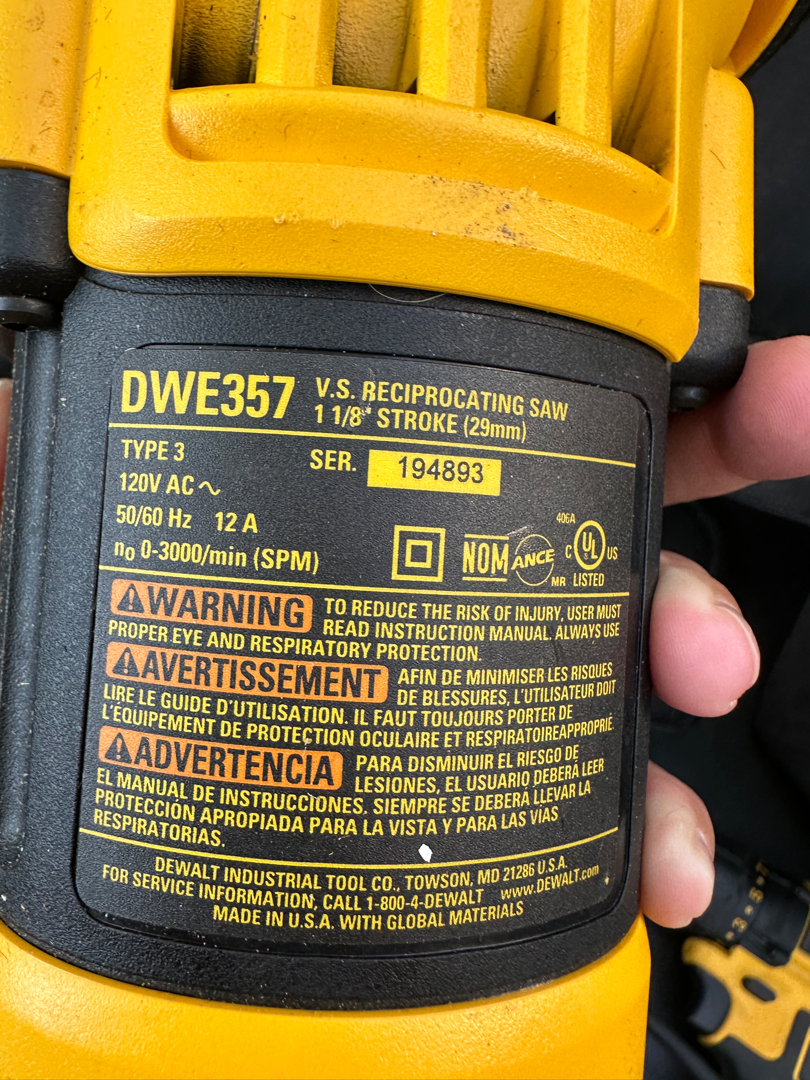 DWE357 V.S. RECIPROCATING SAW
1 1/8" STROKE (29mm)
TYPE 3
SER. 194893
120V AC ~
50/60 Hz 12 A
n₀ 0-3000/min (SPM)
NOM ANCE MR
406A
C UL US
LISTED
⚠WARNING TO REDUCE THE RISK OF INJURY, USER MUST
READ INSTRUCTION MANUAL. ALWAYS USE
PROPER EYE AND RESPIRATORY PROTECTION.
⚠AVERTISSEMENT AFIN DE MINIMISER LES RISQUES
DE BLESSURES, L'UTILISATEUR DOIT
LIRE LE GUIDE D'UTILISATION. IL FAUT TOUJOURS PORTER DE
L'ÉQUIPEMENT DE PROTECTION OCULAIRE ET RESPIRATOIREAPPROPRIÉ.
⚠ADVERTENCIA PARA DISMINUIR EL RIESGO DE
LESIONES, EL USUARIO DEBERÁ LEER
EL MANUAL DE INSTRUCCIONES. SIEMPRE SE DEBERÁ LLEVAR LA
PROTECCIÓN APROPIADA PARA LA VISTA Y PARA LAS VÍAS
RESPIRATORIAS.
DEWALT INDUSTRIAL TOOL CO., TOWSON, MD 21286 U.S.A.
FOR SERVICE INFORMATION, CALL 1-800-4-DEWALT www.DEWALT.com
MADE IN U.S.A. WITH GLOBAL MATERIALS